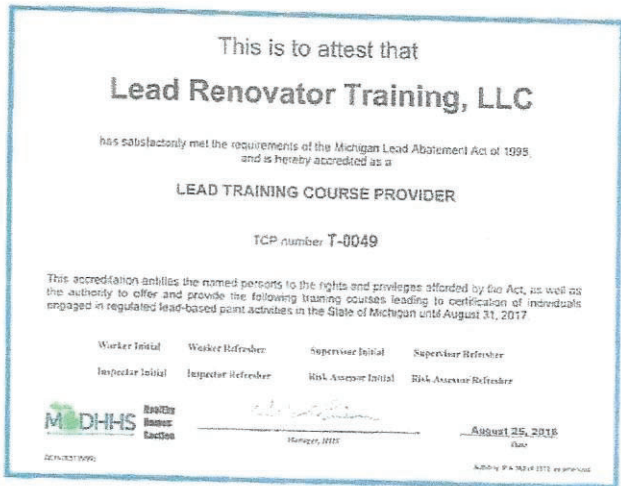 This is to attest that
Lead Renovator Training, LLC
has satisfactorily met the requirements of the Michigan Lead Abatement Act of 1998,
and is hereby accredited as a
LEAD TRAINING COURSE PROVIDER
TCP number T-0049
This accreditation entitles the named persons to the rights and privileges afforded by the Act, as well as
the authority to offer and provide the following training courses leading to certification of individuals
engaged in regulated lead-based paint activities in the State of Michigan until August 31, 2017
Worker Initial Worker Refresher Supervisor Initial Supervisor Refresher
Inspector Initial Inspector Refresher Risk Assessor Initial Risk Assessor Refresher
MDHHS Healthy
Homes
Section
August 25, 2016
Manager, HHS
Date